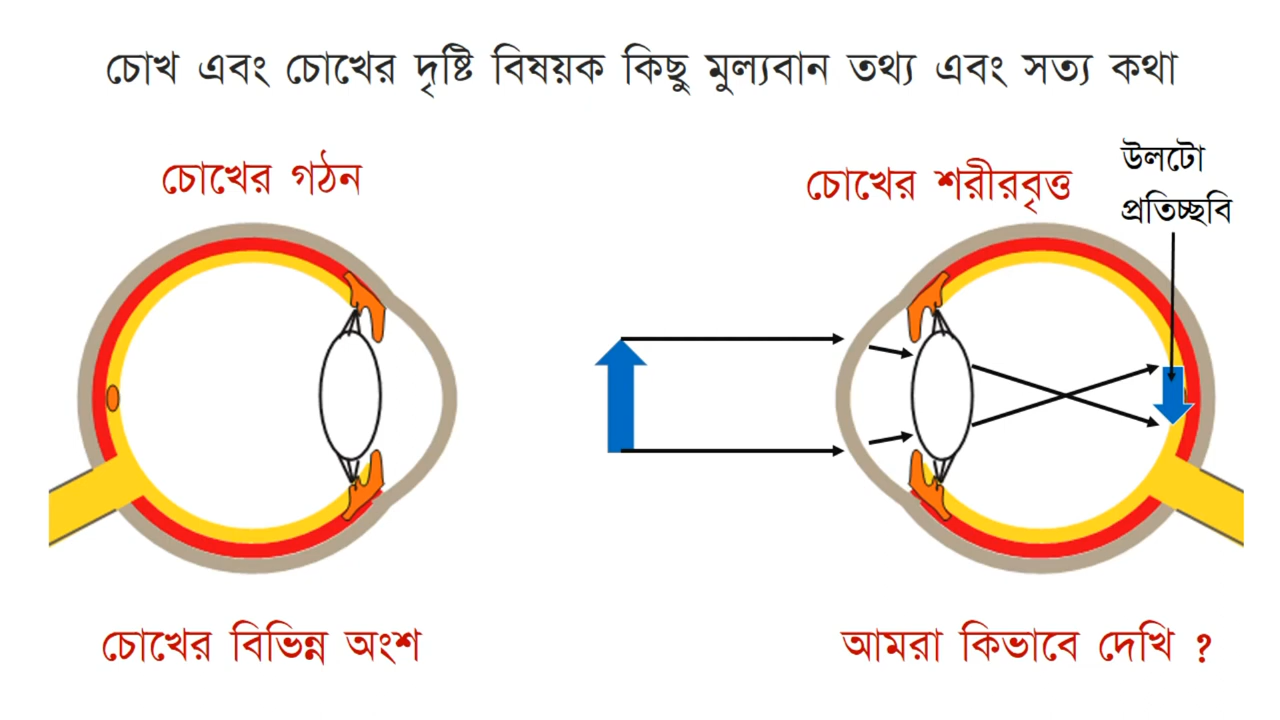 চোখ এবং চোখের দৃষ্টি বিষয়ক কিছু মুল্যবান তথ্য এবং সত্য কথা
চোখের গঠন
চোখের শরীরবৃত্ত
উলটো
প্রতিচ্ছবি
চোখের বিভিন্ন অংশ
আমরা কিভাবে দেখি ?